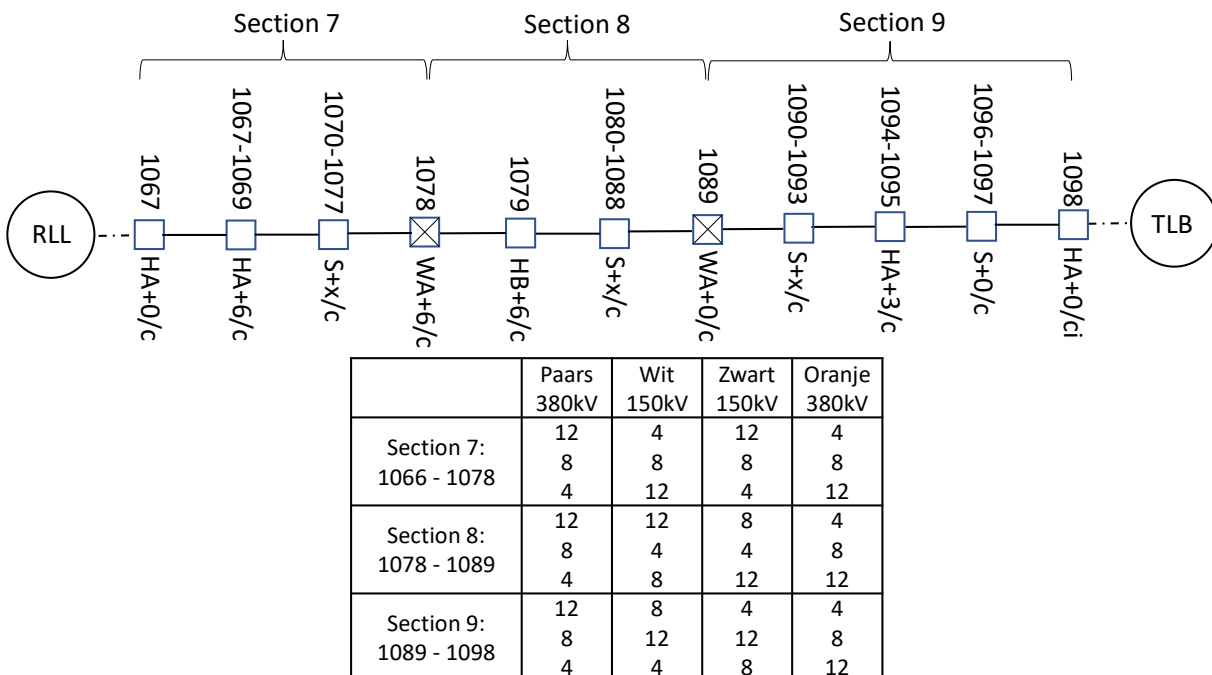 Section 7
Section 8
Section 9
1067
1067-1069
1070-1077
1078
1079
1080-1088
1089
1090-1093
1094-1095
1096-1097
1098
RLL
TLB
HA+0/c
HA+6/c
S+x/c
WA+6/c
HB+6/c
S+x/c
WA+0/c
S+x/c
HA+3/c
S+0/c
HA+0/ci
Paars Wit Zwart Oranje
380kV 150kV 150kV 380kV
Section 7:
1066 - 1078
12 4 12 4
8 8 8 8
4 12 4 12
Section 8:
1078 - 1089
12 12 8 4
8 4 4 8
4 8 12 12
Section 9:
1089 - 1098
12 8 4 4
8 12 12 8
4 4 8 12